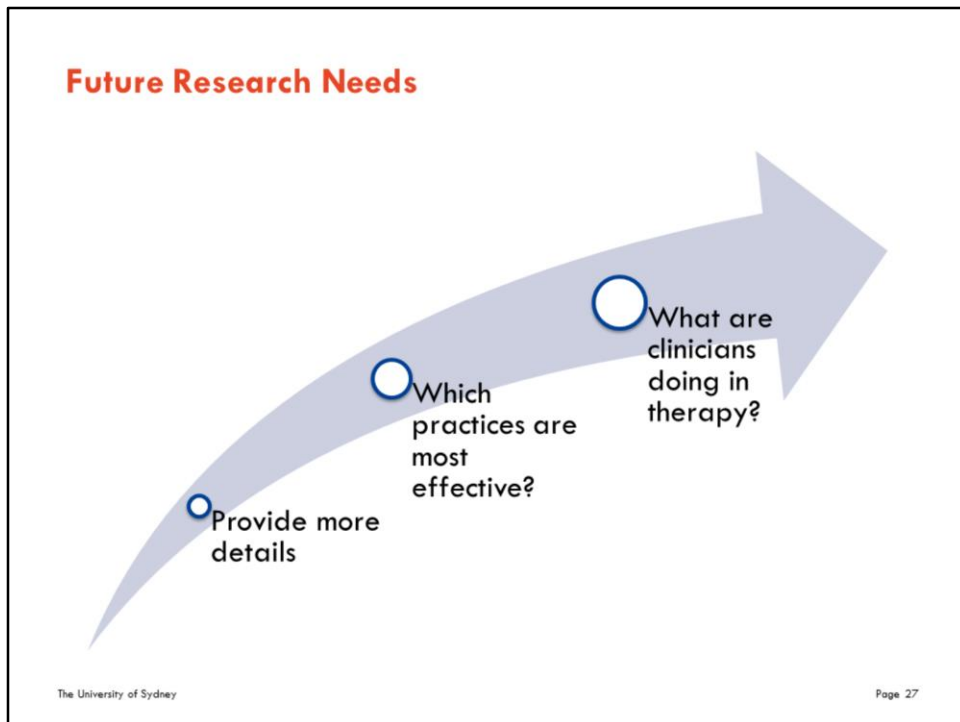 Future Research Needs
What are
clinicians
doing in
therapy?
Which
practices are
most
effective?
Provide more
details
The University of Sydney
Page 27